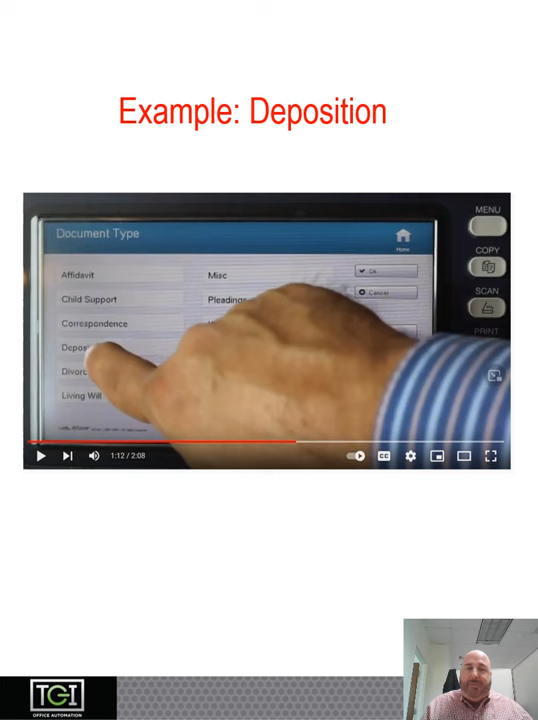 Example: Deposition
MENU
Document Type
Home
COPY
Affidavit
Misc
Ok
Child Support
Pleadings
Cancel
SCAN
Correspondence
PRINT
Living Will
1:12 / 2:08
CC
TGI
OFFICE AUTOMATION